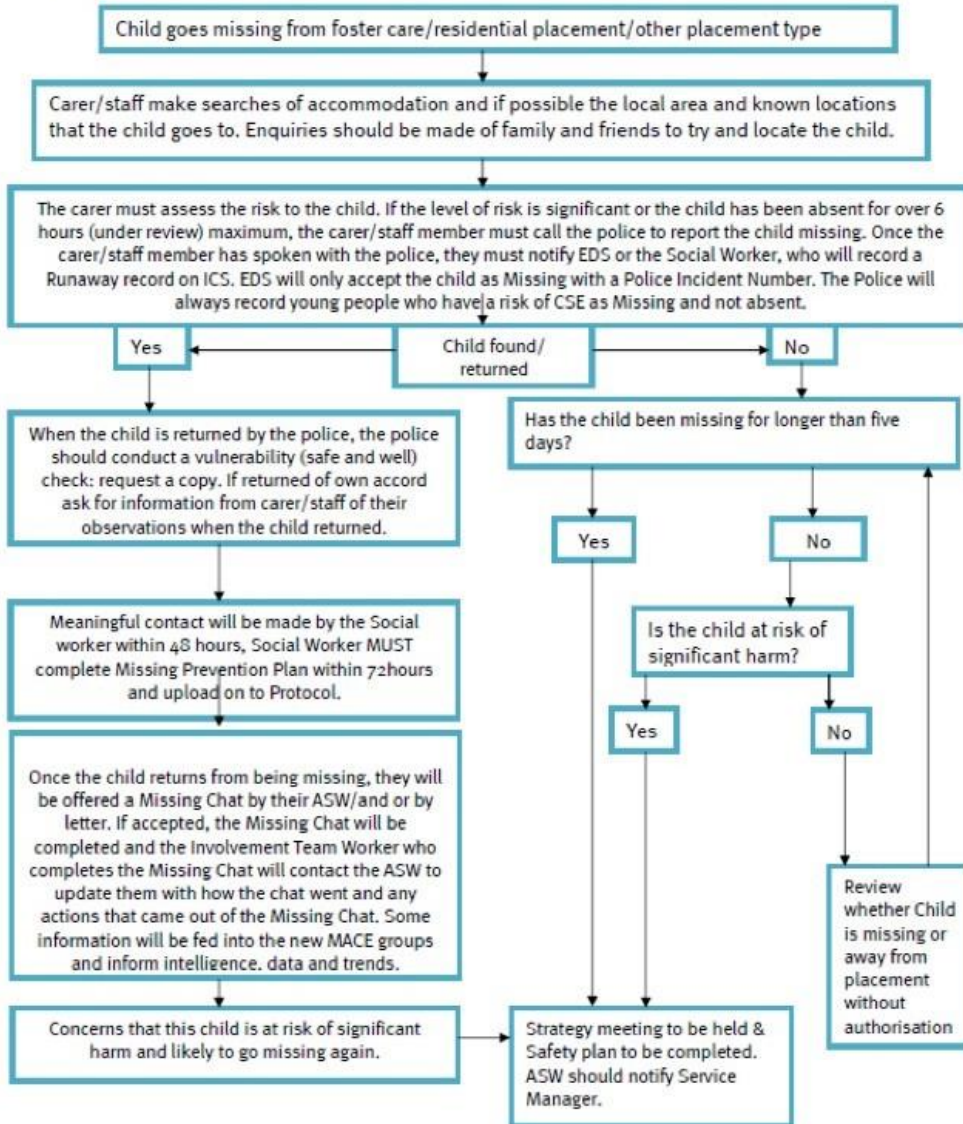 Child goes missing from foster care/residential placement/other placement type
Carer/staff make searches of accommodation and if possible the local area and known locations
that the child goes to. Enquiries should be made of family and friends to try and locate the child.
The carer must assess the risk to the child. If the level of risk is significant or the child has been absent for over 6
hours (under review) maximum, the carer/staff member must call the police to report the child missing. Once the
carer/staff member has spoken with the police, they must notify EDS or the Social Worker, who will record a
Runaway record on ICS. EDS will only accept the child as Missing with a Police Incident Number. The Police will
always record young people who have a risk of CSE as Missing and not absent.
Yes
Child found/
returned
No
When the child is returned by the police, the police
should conduct a vulnerability (safe and well)
check: request a copy. If returned of own accord
ask for information from carer/staff of their
observations when the child returned.
Has the child been missing for longer than five
days?
Yes
No
Meaningful contact will be made by the Social
worker within 48 hours, Social Worker MUST
complete Missing Prevention Plan within 72hours
and upload on to Protocol.
Is the child at risk of
significant harm?
Yes
No
Once the child returns from being missing, they will
be offered a Missing Chat by their ASW/and or by
letter. If accepted, the Missing Chat will be
completed and the Involvement Team Worker who
completes the Missing Chat will contact the ASW to
update them with how the chat went and any
actions that came out of the Missing Chat. Some
information will be fed into the new MACE groups
and inform intelligence. data and trends.
Review
whether Child
is missing or
away from
placement
without
authorisation
Concerns that this child is at risk of significant
harm and likely to go missing again.
Strategy meeting to be held &
Safety plan to be completed.
ASW should notify Service
Manager.